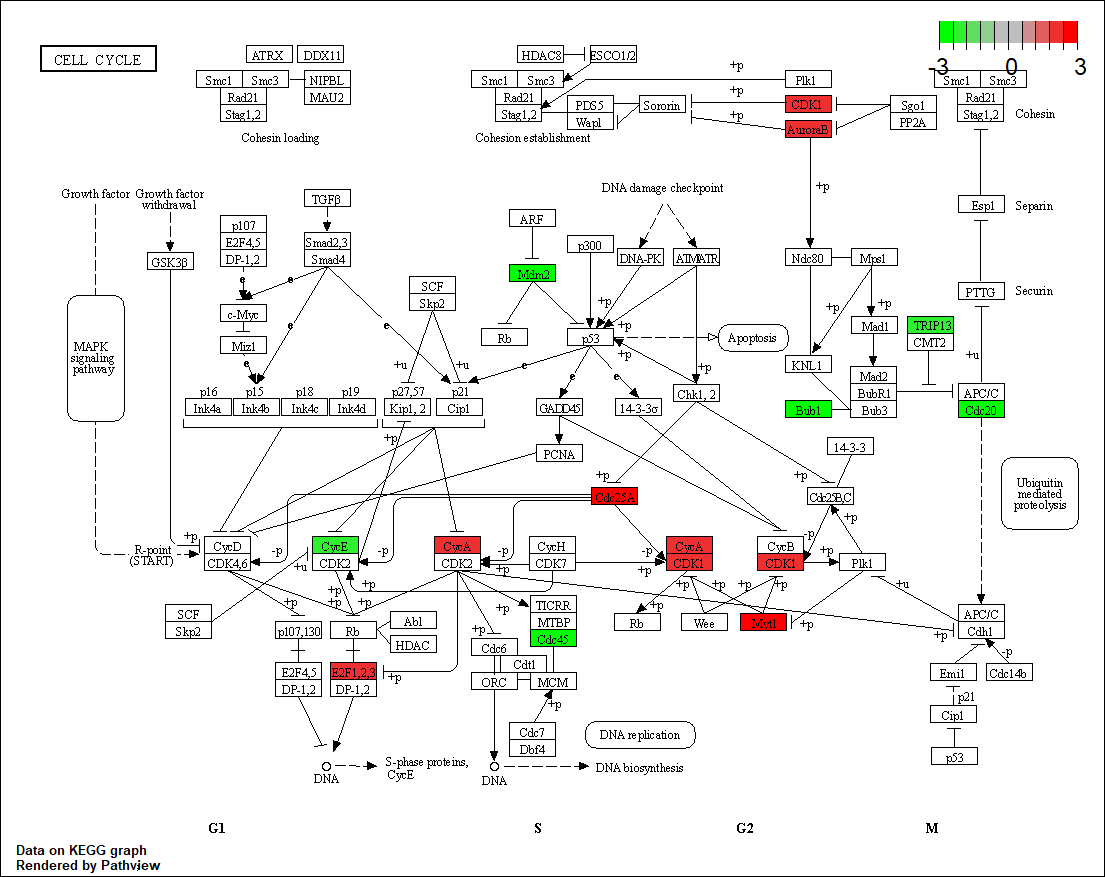 CELL CYCLE
ATRX
DDX11
Smc1
Smc3
NIPBL
Rad21
MAU2
Stag1,2
Cohesin loading
HDAC8
ESCO1/2
Smc1
Smc3
Rad21
PDS5
Stag1,2
Wapl
Cohesion establishment
Sororin
+p
Plk1
+p
CDK1
+p
AuroraB
Sgo1
PP2A
-3
0
3
Smc1
Smc3
Rad21
Stag1,2
Cohesin
+p
Growth factor
Growth factor
withdrawal
GSK3β
p107
E2F4,5
DP-1,2
TGFβ
Smad2,3
Smad4
e
e
c-Myc
e
e
Miz1
e
SCF
Skp2
ARF
Mdm2
Rb
p300
DNA damage checkpoint
DNA-PK
ATM/ATR
+p
+p
p53
+p
Apoptosis
Ndc80
Mps1
+p
+p
Mad1
KNL1
Mad2
BubR1
Bub3
Bub1
TRIP13
CMT2
Esp1
Separin
PTTG
Securin
+u
APC/C
Cdc20
MAPK
signaling
pathway
+u
+u
e
e
e
+p
p16
p15
p18
p19
Ink4a
Ink4b
Ink4c
Ink4d
p27,57
p21
Kip1, 2
Cip1
GADD45
14-3-3σ
Chk1, 2
+p
PCNA
14-3-3
+p
+p
Cdc25A
Cdc25B,C
Ubiquitin
mediated
proteolysis
R-point
(START)
+p
CycD
CDK4,6
-p
+u
CycE
CDK2
-p
CycA
CDK2
-p
+p
CycH
CDK7
-p
CycA
CDK1
-p
CycB
CDK1
+p
+p
Plk1
+u
SCF
Skp2
+p
+p
+p
+p
+p
p107,130
Rb
Abl
HDAC
E2F4,5
DP-1,2
E2F1,2,3
DP-1,2
+p
+p
Cdc6
Cdt1
ORC
MCM
TICRR
MTBP
Cdc45
+p
Cdc7
Dbf4
+p
Rb
+p
+p
Wee
+p
Myt1
+p
+p
APC/C
Cdh1
-p
Emi1
Cdc14b
p21
Cip1
+p
p53
DNA
S-phase proteins,
CycE
DNA
DNA replication
DNA biosynthesis
G1
S
G2
M
Data on KEGG graph
Rendered by Pathview